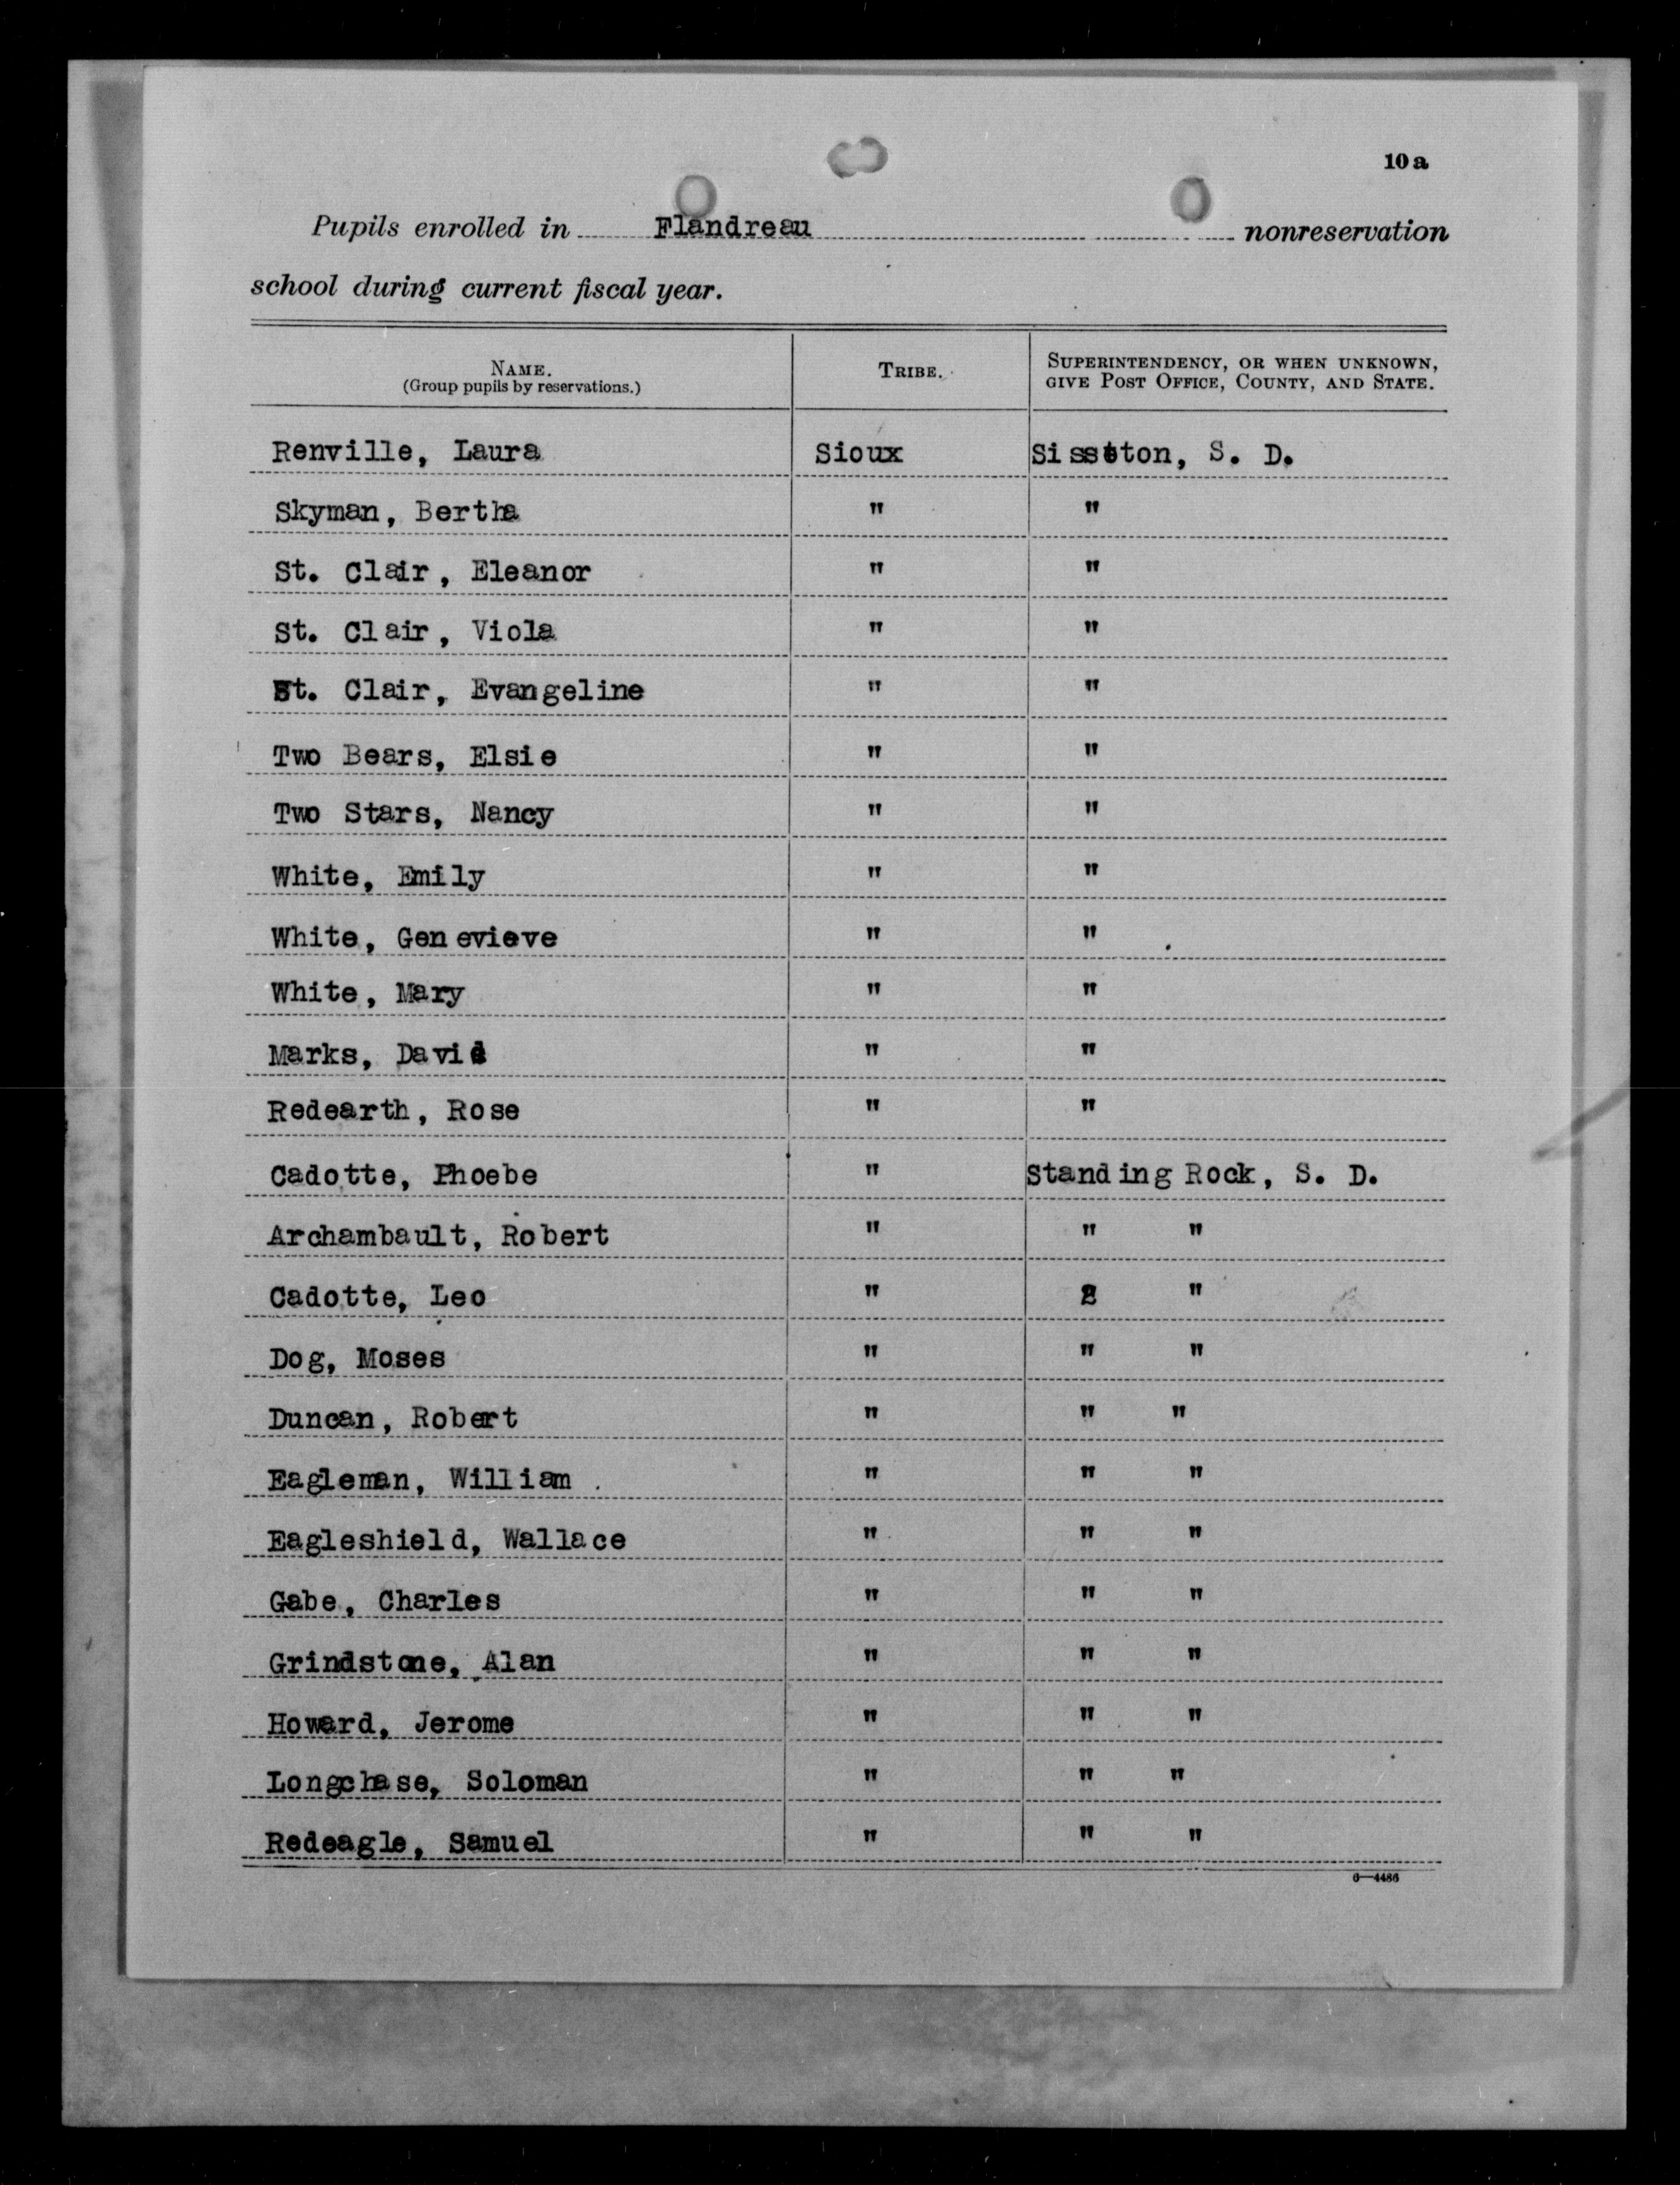 10 a
Pupils enrolled in Flandreau nonreservation
school during current fiscal year.
NAME. (Group pupils by reservations.) TRIBE. SUPERINTENDENCY, OR WHEN UNKNOWN, GIVE POST OFFICE, COUNTY, AND STATE.
Renville, Laura Sioux Sisseton, S. D.
Skyman, Bertha " "
St. Clair, Eleanor " "
St. Clair, Viola " "
St. Clair, Evangeline " "
Two Bears, Elsie " "
Two Stars, Nancy " "
White, Emily " "
White, Genevieve " "
White, Mary " "
Marks, David " "
Redearth, Rose " "
Cadotte, Phoebe " Standing Rock, S. D.
Archambault, Robert " " "
Cadotte, Leo " 2 "
Dog, Moses " " "
Duncan, Robert " " "
Eagleman, William " " "
Eagleshield, Wallace " " "
Gabe, Charles " " "
Grindstone, Alan " " "
Howard, Jerome " " "
Longchase, Soloman " " "
Redeagle, Samuel " " "
6—4486